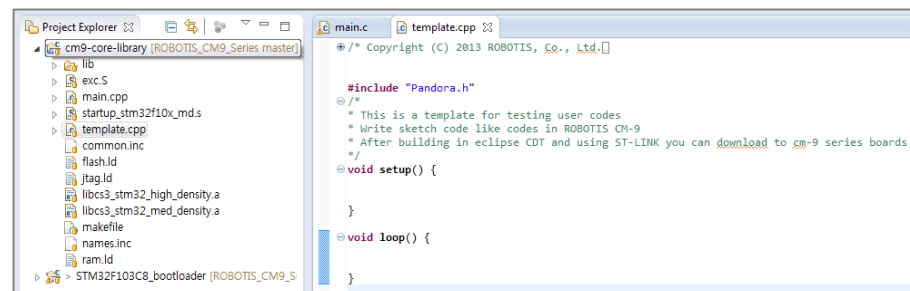 Project Explorer
cm9-core-library [ROBOTIS_CM9_Series master]
lib
exc.S
main.cpp
startup_stm32f10x_md.s
template.cpp
common.inc
flash.ld
jtag.ld
libcs3_stm32_high_density.a
libcs3_stm32_med_density.a
makefile
names.inc
ram.ld
> STM32F103C8_bootloader [ROBOTIS_CM9_S
main.c
template.cpp
/* Copyright (C) 2013 ROBOTIS, Co., Ltd.
#include "Pandora.h"
/*
* This is a template for testing user codes
* Write sketch code like codes in ROBOTIS CM-9
* After building in eclipse CDT and using ST-LINK you can download to cm-9 series boards
*/
void setup() {
}
void loop() {
}